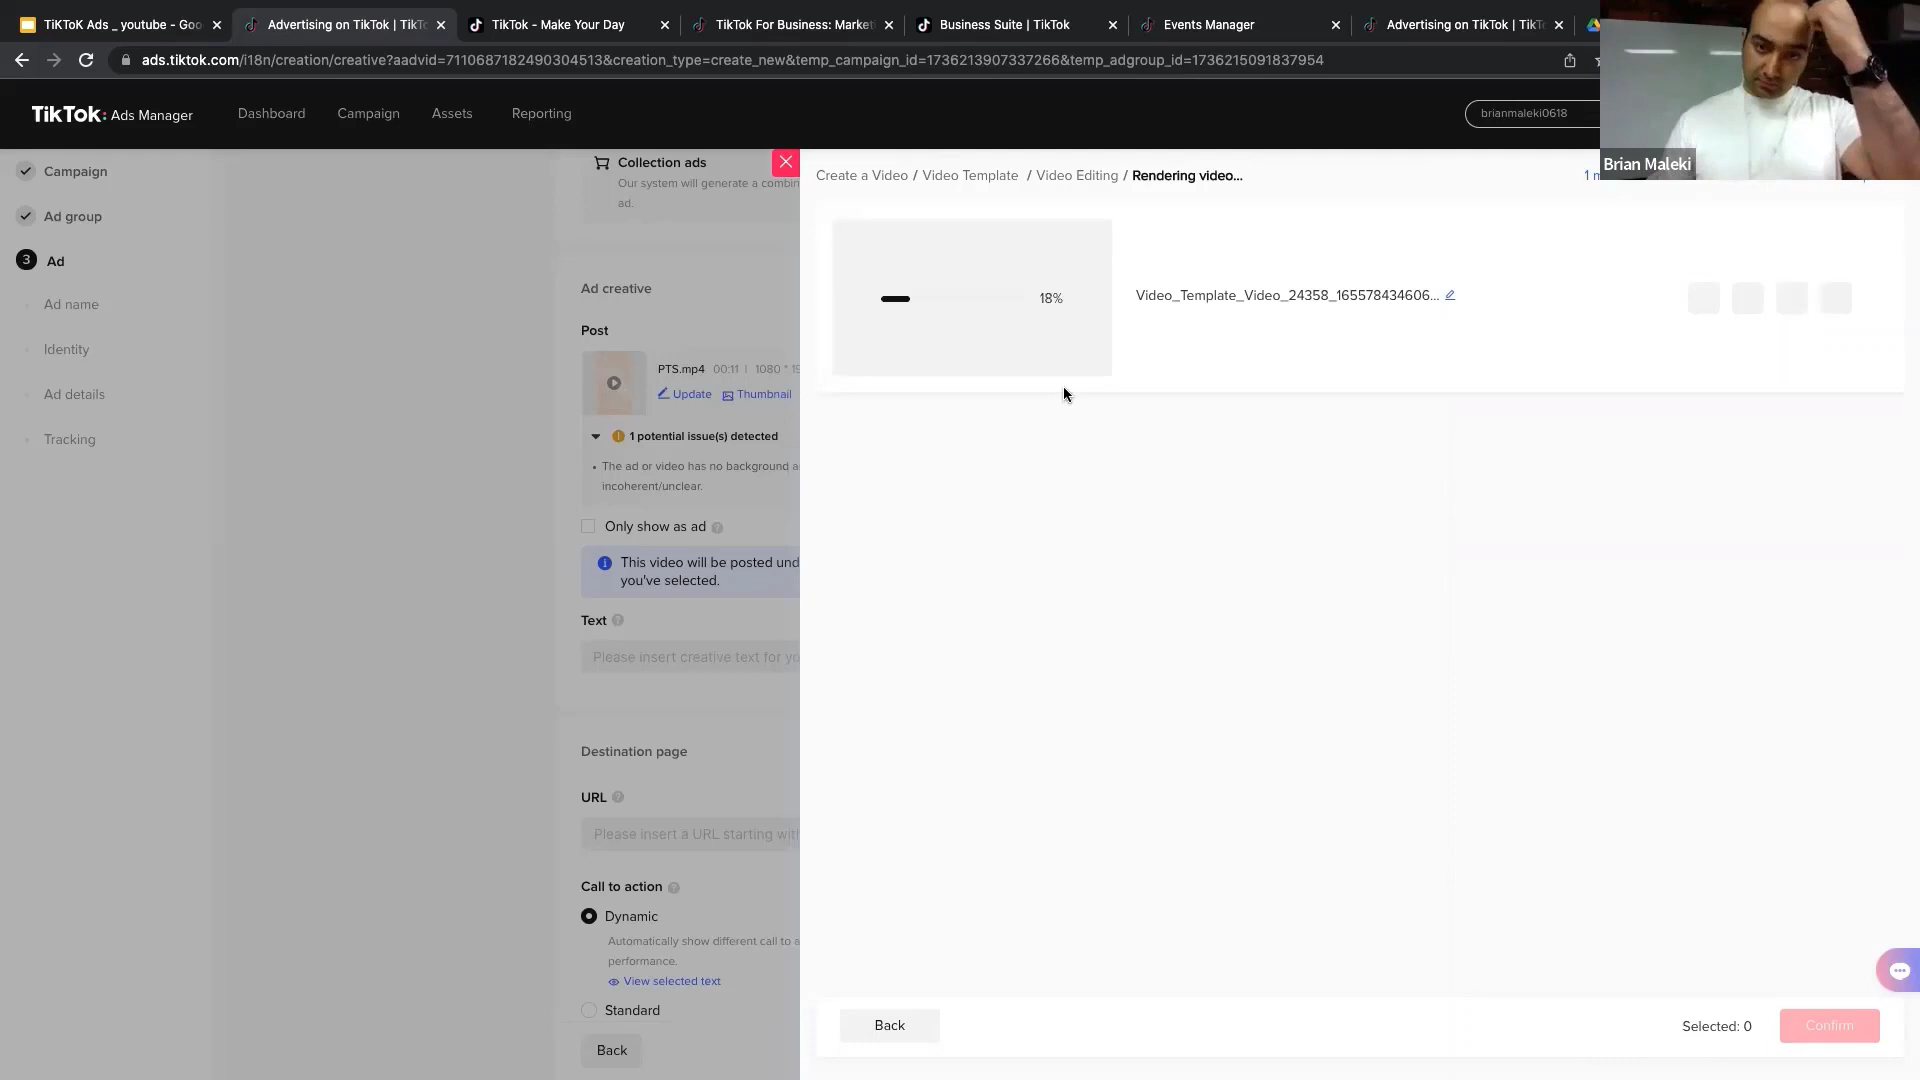 TiKToK Ads _ youtube - Goo
Advertising on TikTok | TikT
TikTok - Make Your Day
TikTok For Business: Market
Business Suite | TikTok
Events Manager
Advertising on TikTok | TikT
ads.tiktok.com/i18n/creation/creative?aadvid=7110687182490304513&creation_type=create_new&temp_campaign_id=1736213907337266&temp_adgroup_id=1736215091837954
TikTok: Ads Manager
Dashboard
Campaign
Assets
Reporting
brianmaleki0618
Brian Maleki
Campaign
Ad group
3 Ad
Ad name
Identity
Ad details
Tracking
Collection ads
Our system will generate a combin
ad.
Ad creative
Post
PTS.mp4 00:11 | 1080 * 19
Update Thumbnail
1 potential issue(s) detected
• The ad or video has no background a
incoherent/unclear.
Only show as ad
This video will be posted und
you've selected.
Text
Please insert creative text for yo
Destination page
URL
Please insert a URL starting with
Call to action
Dynamic
Automatically show different call to a
performance.
View selected text
Standard
Back
Create a Video / Video Template / Video Editing / Rendering video...
1 m
18%
Video_Template_Video_24358_165578434606...
Back
Selected: 0
Confirm